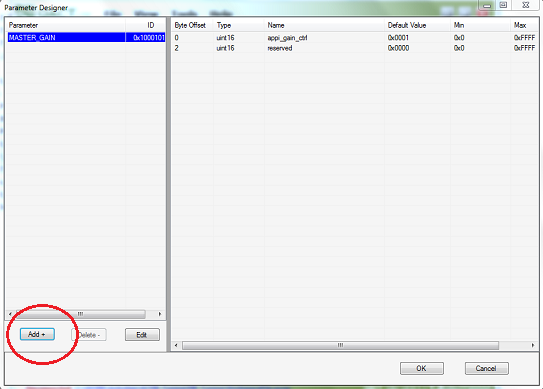 Parameter Designer
Parameter ID
MASTER_GAIN 0x1000101
Byte Offset Type Name Default Value Min Max
0 uint16 appi_gain_ctrl 0x0001 0x0 0xFFFF
2 uint16 reserved 0x0000 0x0 0xFFFF
Add + Delete - Edit
OK Cancel